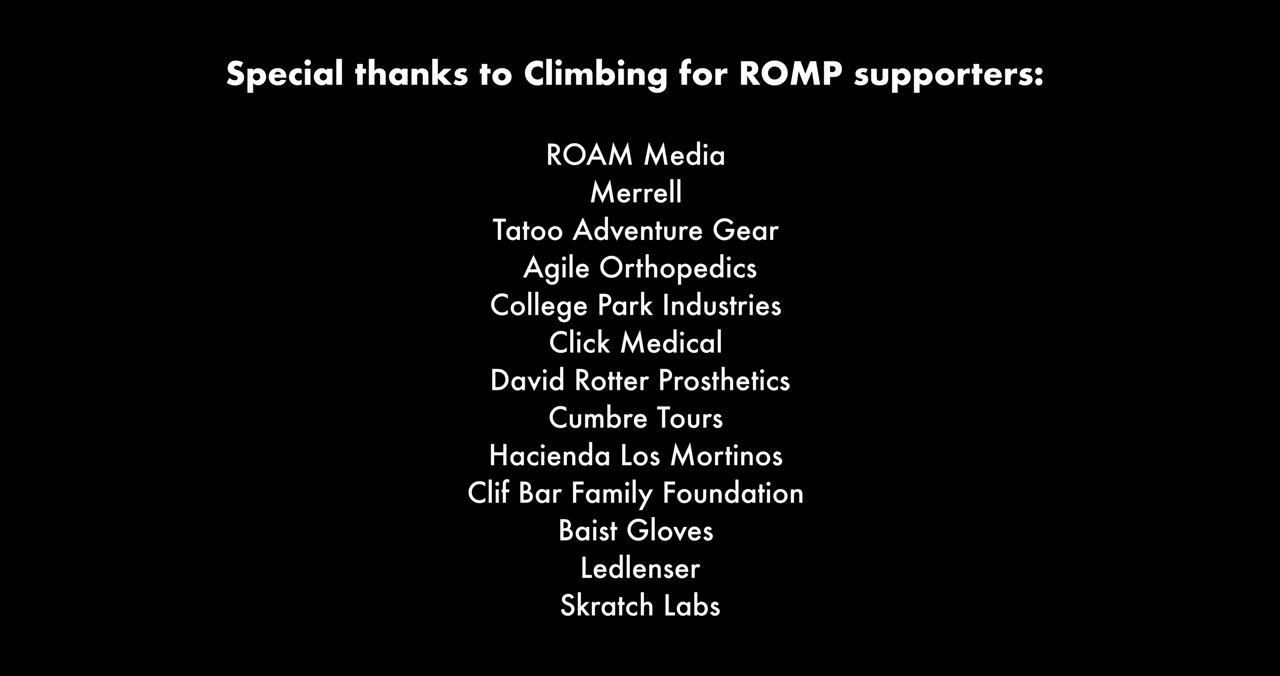 Special thanks to Climbing for ROMP supporters:
ROAM Media
Merrell
Tatoo Adventure Gear
Agile Orthopedics
College Park Industries
Click Medical
David Rotter Prosthetics
Cumbre Tours
Hacienda Los Mortinos
Clif Bar Family Foundation
Baist Gloves
Ledlenser
Skratch Labs